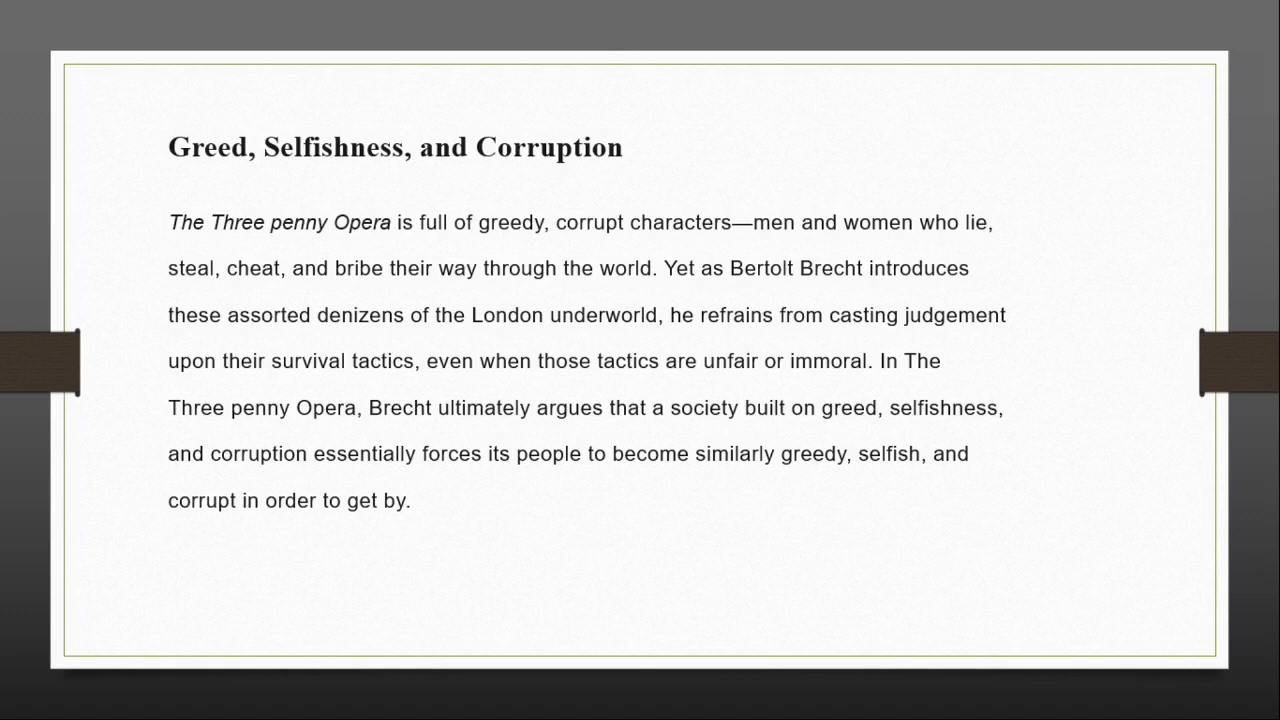 Greed, Selfishness, and Corruption
The Three penny Opera is full of greedy, corrupt characters—men and women who lie,
steal, cheat, and bribe their way through the world. Yet as Bertolt Brecht introduces
these assorted denizens of the London underworld, he refrains from casting judgement
upon their survival tactics, even when those tactics are unfair or immoral. In The
Three penny Opera, Brecht ultimately argues that a society built on greed, selfishness,
and corruption essentially forces its people to become similarly greedy, selfish, and
corrupt in order to get by.